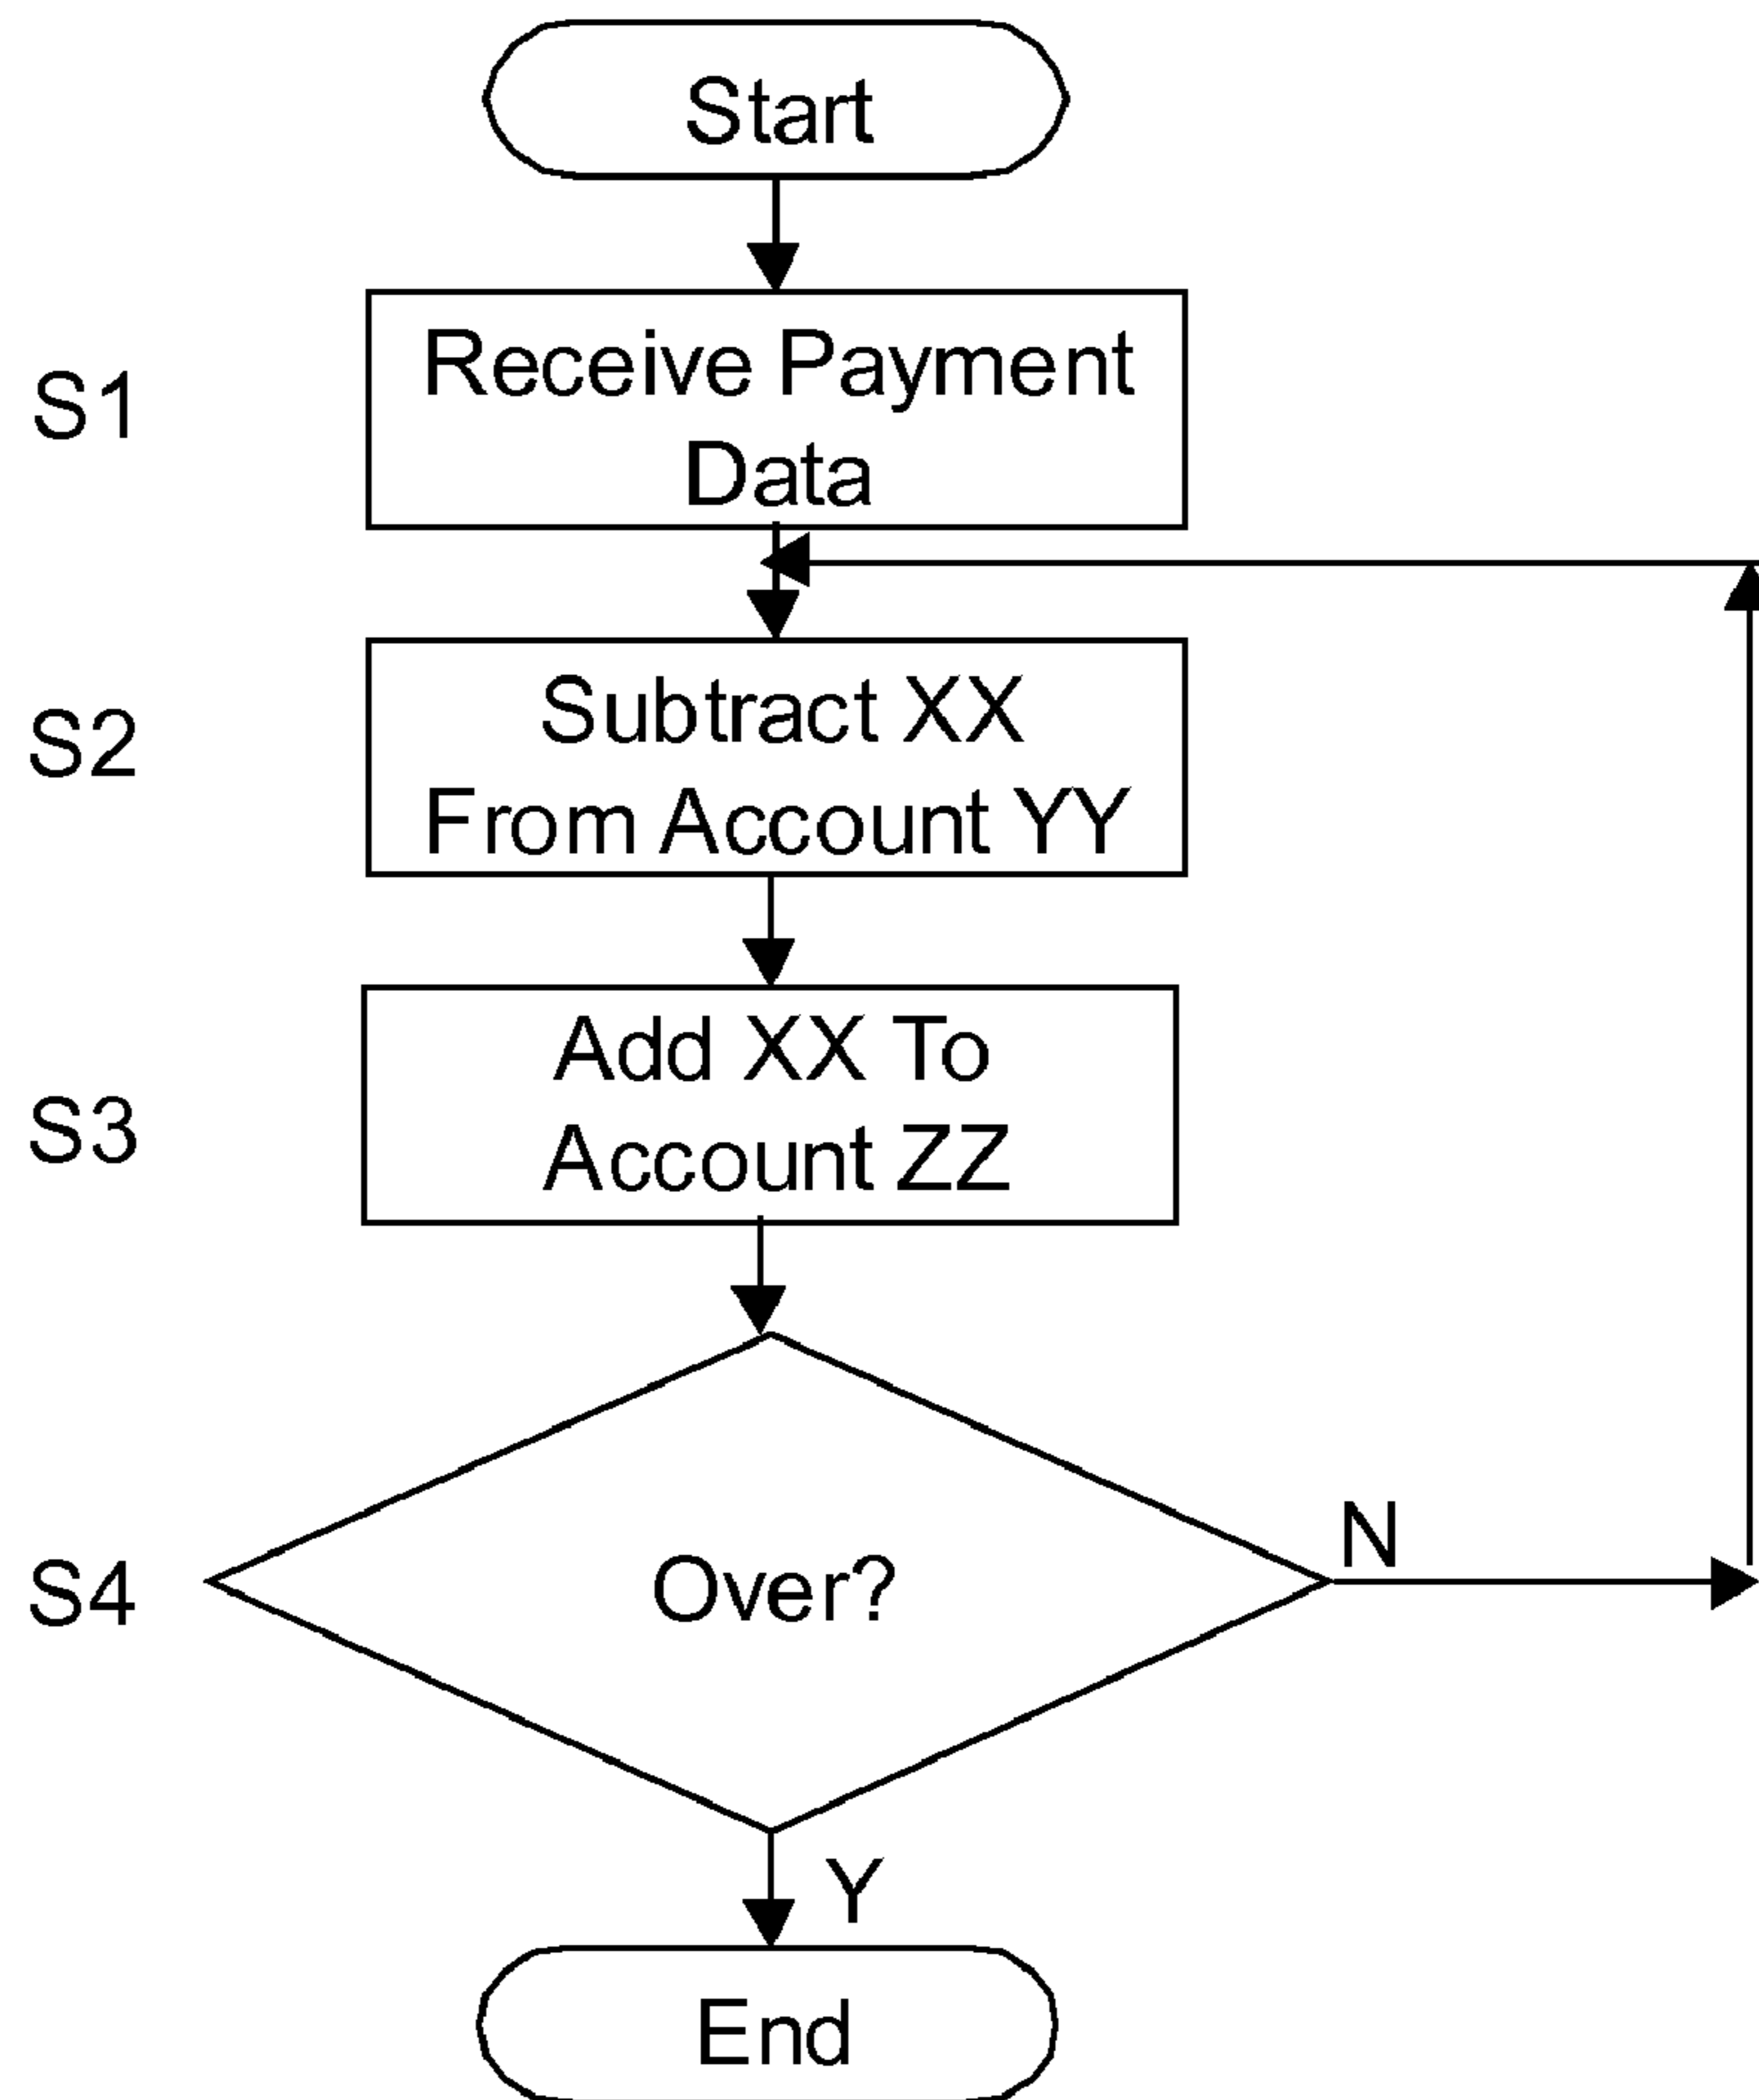 Start
S1
Receive Payment
Data
S2
Subtract XX
From Account YY
S3
Add XX To
Account ZZ
S4
Over?
N
Y
End